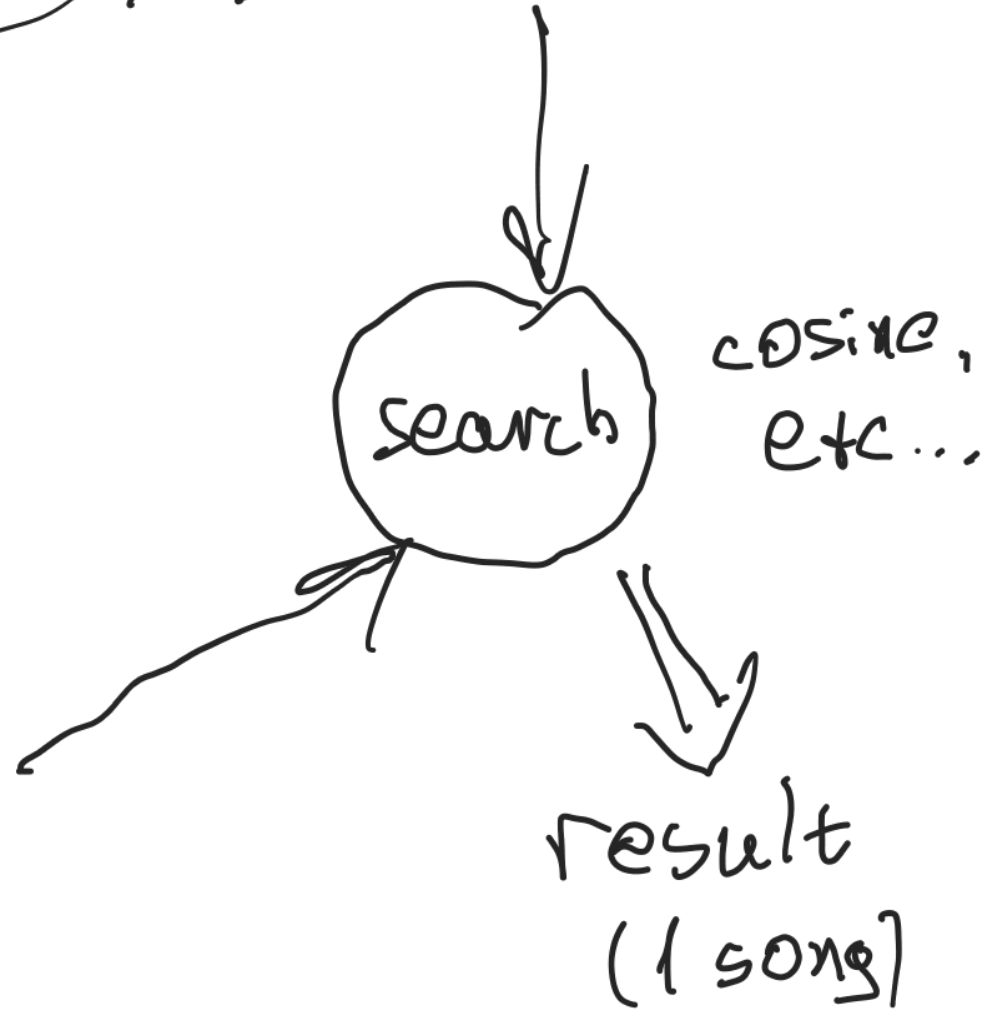 cosine,
etc...
search
result
(1 song)